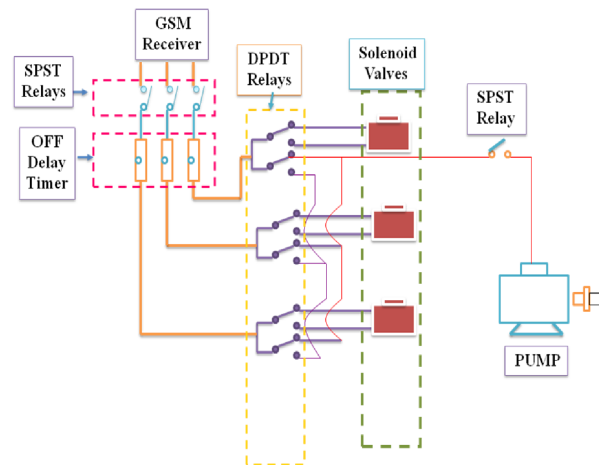 GSM
Receiver
SPST
Relays
OFF
Delay
Timer
DPDT
Relays
Solenoid
Valves
SPST
Relay
PUMP